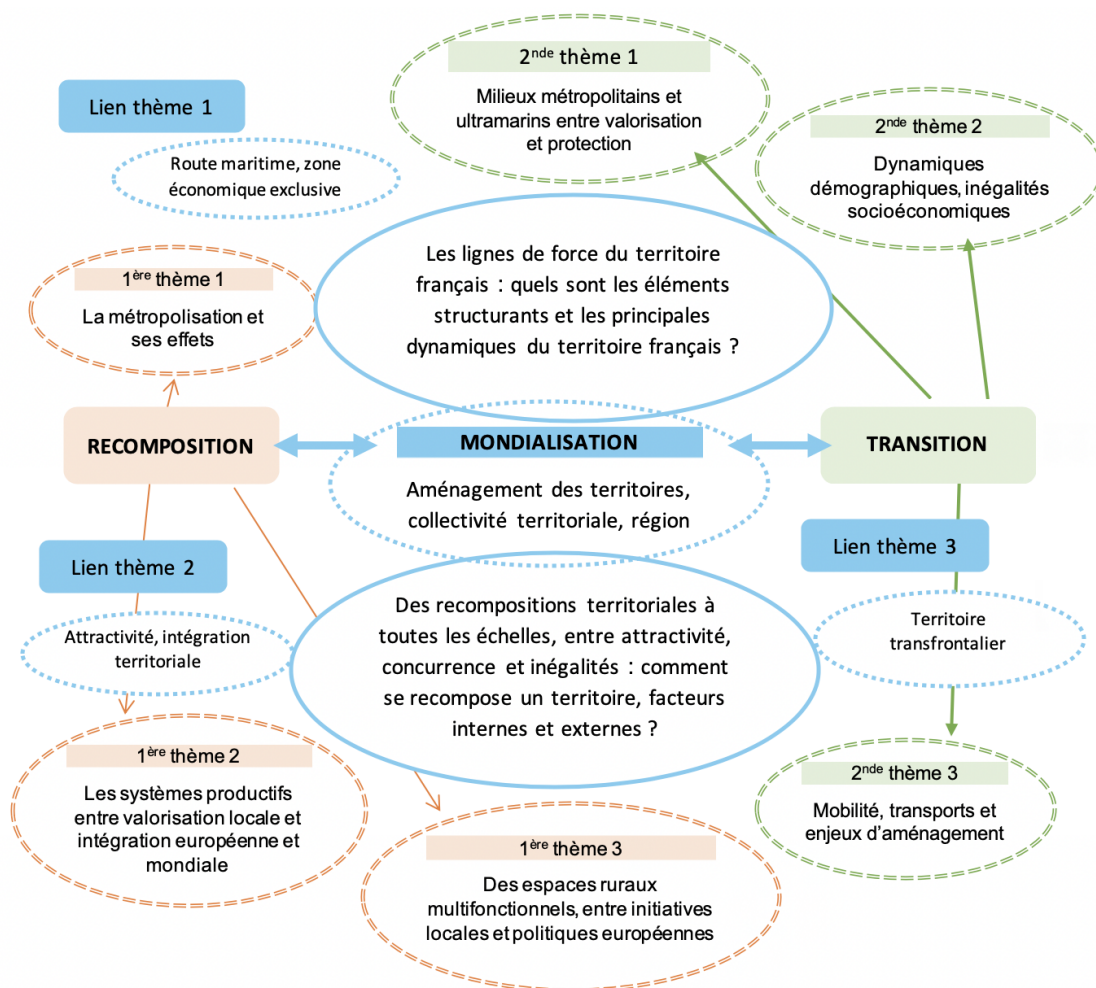 2nde thème 1
Milieux métropolitains et
ultramarins entre valorisation
et protection
Lien thème 1
Route maritime, zone
économique exclusive
2nde thème 2
Dynamiques
démographiques, inégalités
socioéconomiques
Les lignes de force du territoire
français : quels sont les éléments
structurants et les principales
dynamiques du territoire français ?
1ère thème 1
La métropolisation et
ses effets
RECOMPOSITION
MONDIALISATION
TRANSITION
Aménagement des territoires,
collectivité territoriale, région
Lien thème 2
Attractivité, intégration
territoriale
Lien thème 3
Territoire
transfrontalier
Des recompositions territoriales à
toutes les échelles, entre attractivité,
concurrence et inégalités : comment
se recompose un territoire, facteurs
internes et externes ?
1ère thème 2
Les systèmes productifs
entre valorisation locale et
intégration européenne et
mondiale
2nde thème 3
Mobilité, transports et
enjeux d’aménagement
1ère thème 3
Des espaces ruraux
multifonctionnels, entre initiatives
locales et politiques européennes